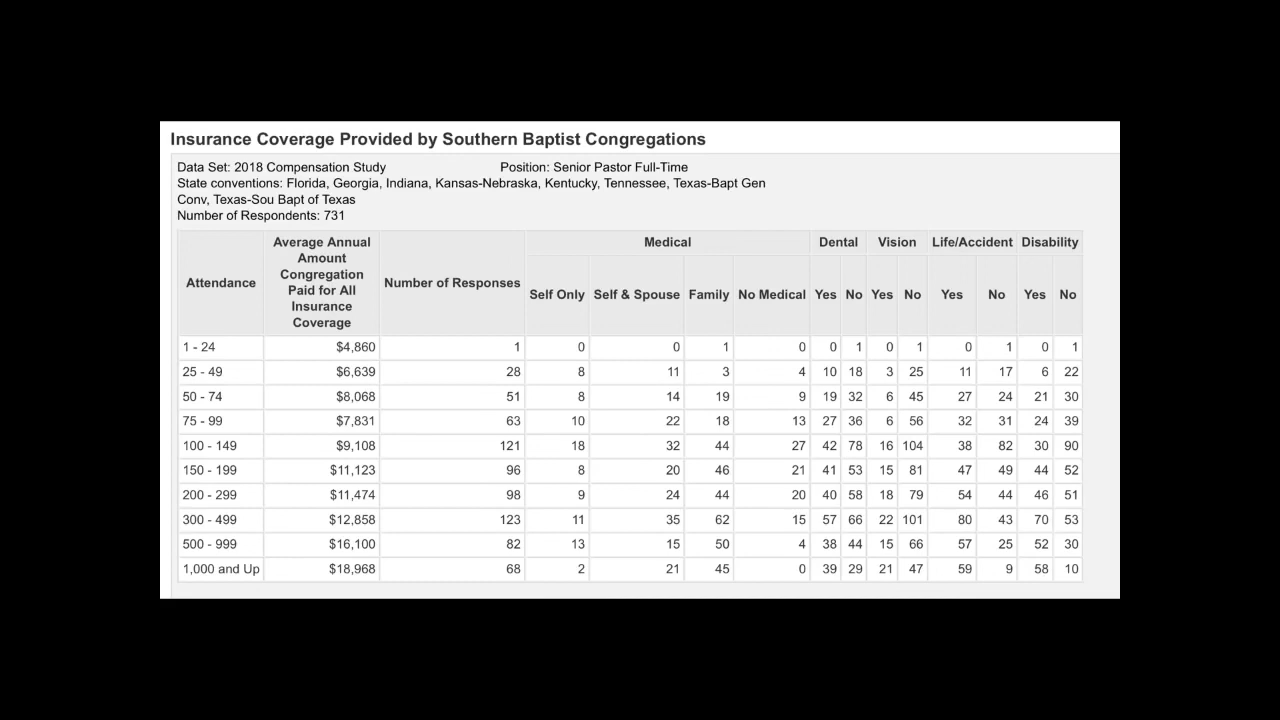 Insurance Coverage Provided by Southern Baptist Congregations
Data Set: 2018 Compensation Study Position: Senior Pastor Full-Time
State conventions: Florida, Georgia, Indiana, Kansas-Nebraska, Kentucky, Tennessee, Texas-Bapt Gen
Conv, Texas-Sou Bapt of Texas
Number of Respondents: 731
Attendance
Average Annual
Amount
Congregation
Paid for All
Insurance
Coverage
Number of Responses
Medical Dental Vision Life/Accident Disability
Self Only Self & Spouse Family No Medical Yes No Yes No Yes No Yes No
1 - 24 $4,860 1 0 0 1 0 0 1 0 1 0 1 0 1
25 - 49 $6,639 28 8 11 3 4 10 18 3 25 11 17 6 22
50 - 74 $8,068 51 8 14 19 9 19 32 6 45 27 24 21 30
75 - 99 $7,831 63 10 22 18 13 27 36 6 56 32 31 24 39
100 - 149 $9,108 121 18 32 44 27 42 78 16 104 38 82 30 90
150 - 199 $11,123 96 8 20 46 21 41 53 15 81 47 49 44 52
200 - 299 $11,474 98 9 24 44 20 40 58 18 79 54 44 46 51
300 - 499 $12,858 123 11 35 62 15 57 66 22 101 80 43 70 53
500 - 999 $16,100 82 13 15 50 4 38 44 15 66 57 25 52 30
1,000 and Up $18,968 68 2 21 45 0 39 29 21 47 59 9 58 10